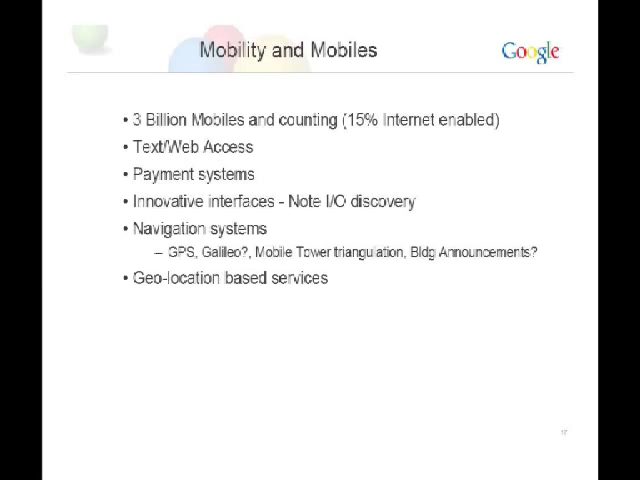 Mobility and Mobiles
Google
• 3 Billion Mobiles and counting (15% Internet enabled)
• Text/Web Access
• Payment systems
• Innovative interfaces - Note I/O discovery
• Navigation systems
– GPS, Galileo?, Mobile Tower triangulation, Bldg Announcements?
• Geo-location based services